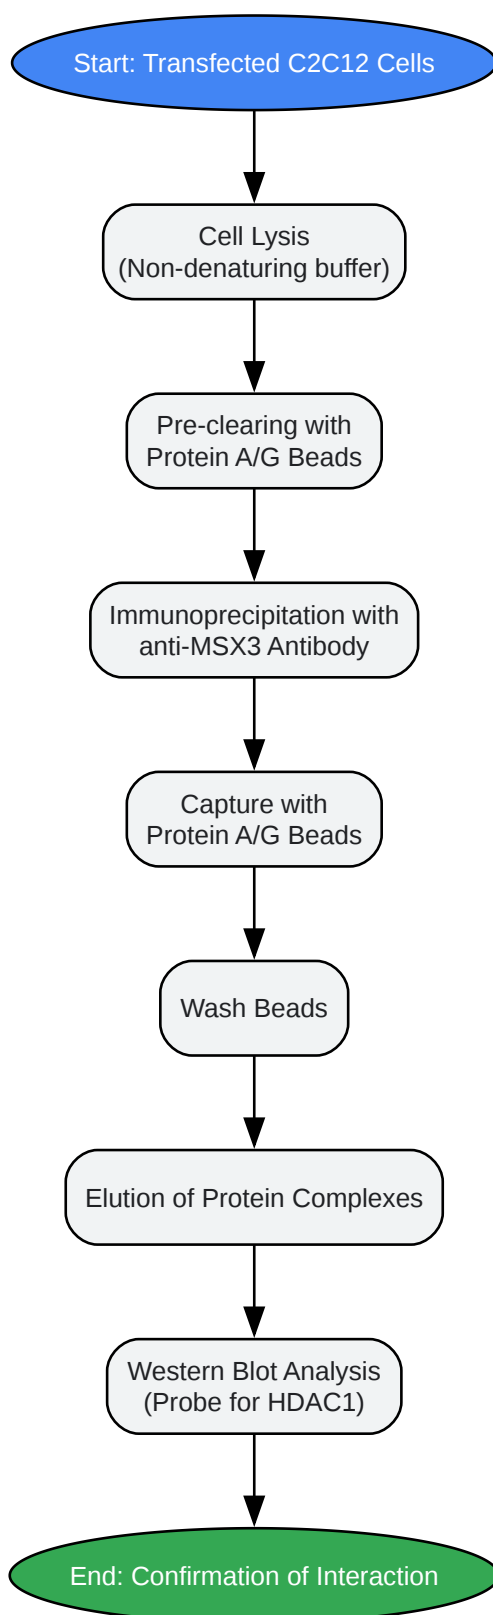 Start: Transfected C2C12 Cells
Cell Lysis
(Non-denaturing buffer)
Pre-clearing with
Protein A/G Beads
Immunoprecipitation with
anti-MSX3 Antibody
Capture with
Protein A/G Beads
Wash Beads
Elution of Protein Complexes
Western Blot Analysis
(Probe for HDAC1)
End: Confirmation of Interaction